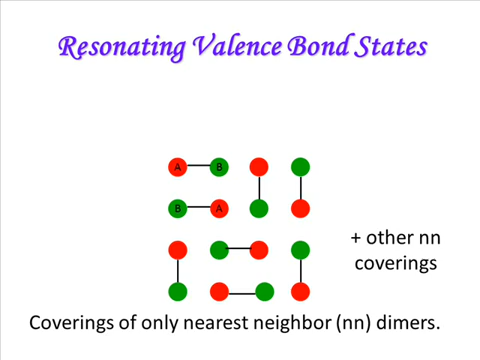 Resonating Valence Bond States
A B
B A
+ other nn
coverings
Coverings of only nearest neighbor (nn) dimers.